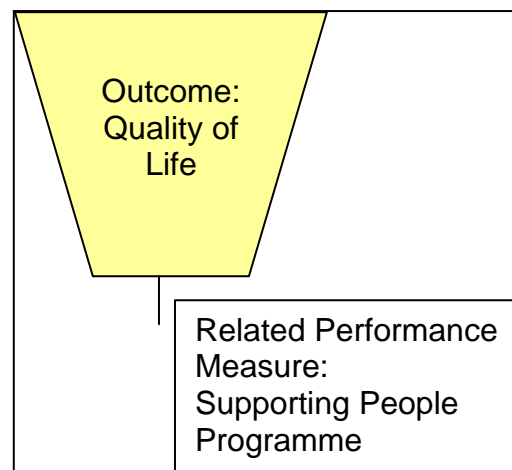 Outcome:
Quality of
Life
Related Performance
Measure:
Supporting People
Programme